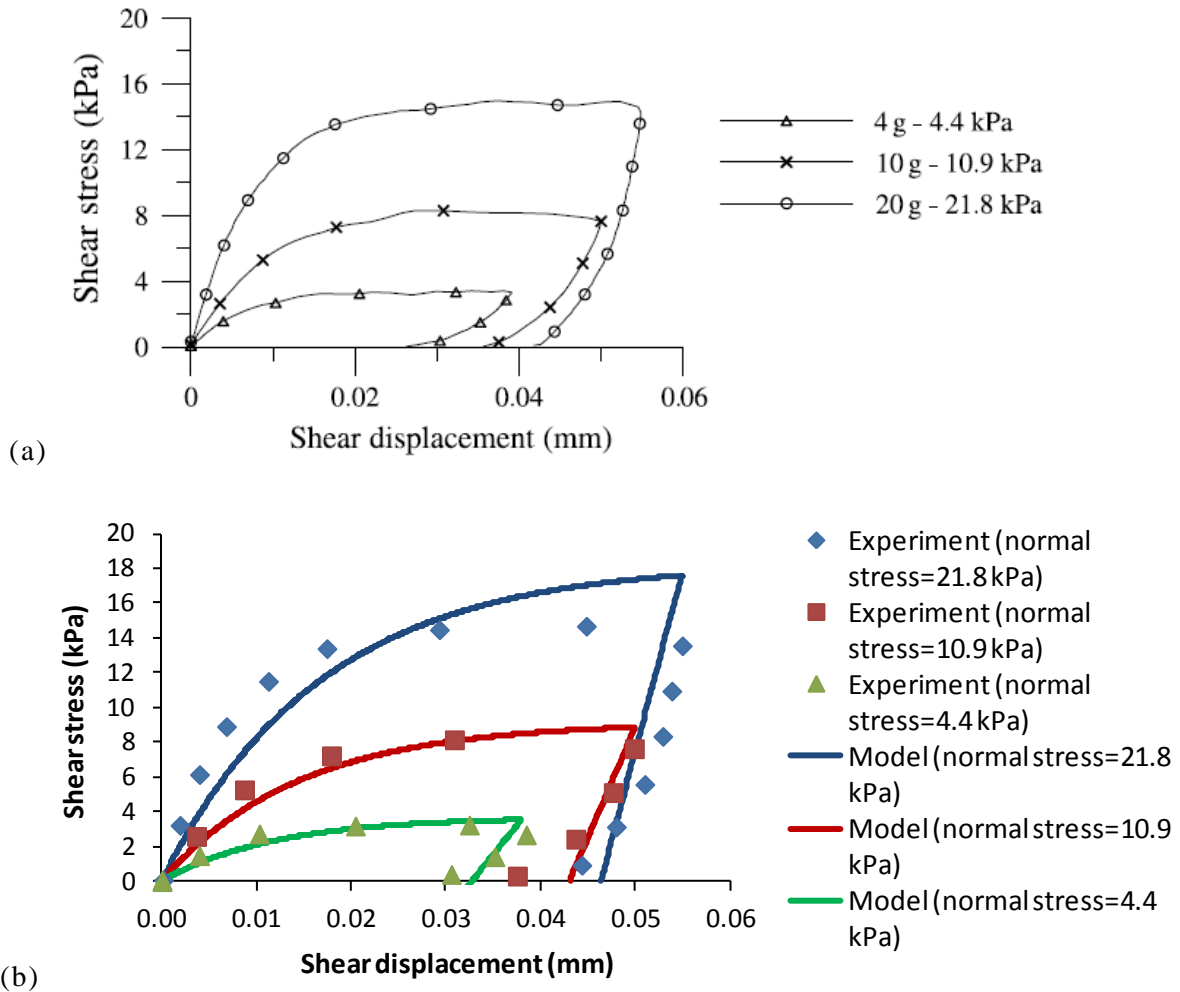 20
16
12
8
4
0
Shear stress (kPa)
0
0.02
0.04
0.06
Shear displacement (mm)
4 g - 4.4 kPa
10 g - 10.9 kPa
20 g - 21.8 kPa
(a)
20
18
16
14
12
10
8
6
4
2
0
Shear stress (kPa)
0.00
0.01
0.02
0.03
0.04
0.05
0.06
Shear displacement (mm)
Experiment (normal
stress=21.8 kPa)
Experiment (normal
stress=10.9 kPa)
Experiment (normal
stress=4.4 kPa)
Model (normal stress=21.8
kPa)
Model (normal stress=10.9
kPa)
Model (normal stress=4.4
kPa)
(b)